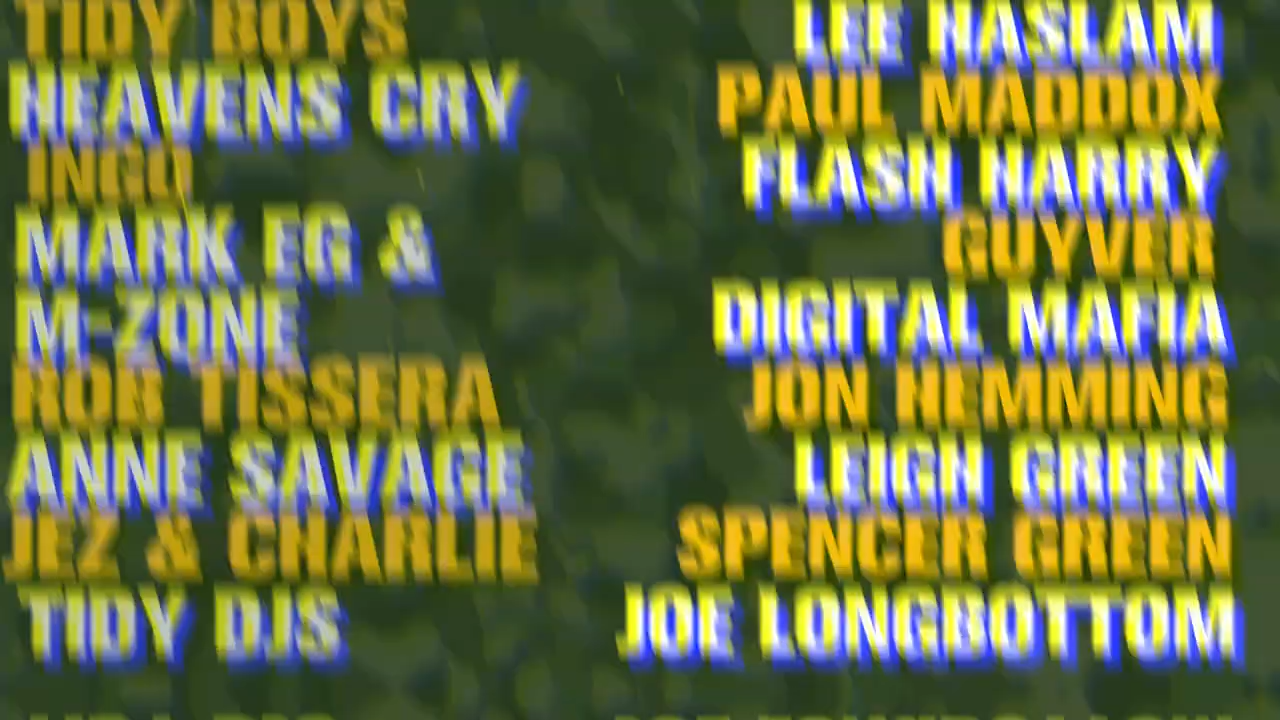 TIDY BOYS
HEAVENS CRY
INGO
MARK EG &
M-ZONE
ROB TISSERA
ANNE SAVAGE
JEZ & CHARLIE
TIDY DJS
LEE HASLAM
PAUL MADDOX
FLASH HARRY
GUYVER
DIGITAL MAFIA
JON HEMMING
LEIGH GREEN
SPENCER GREEN
JOE LONGBOTTOM